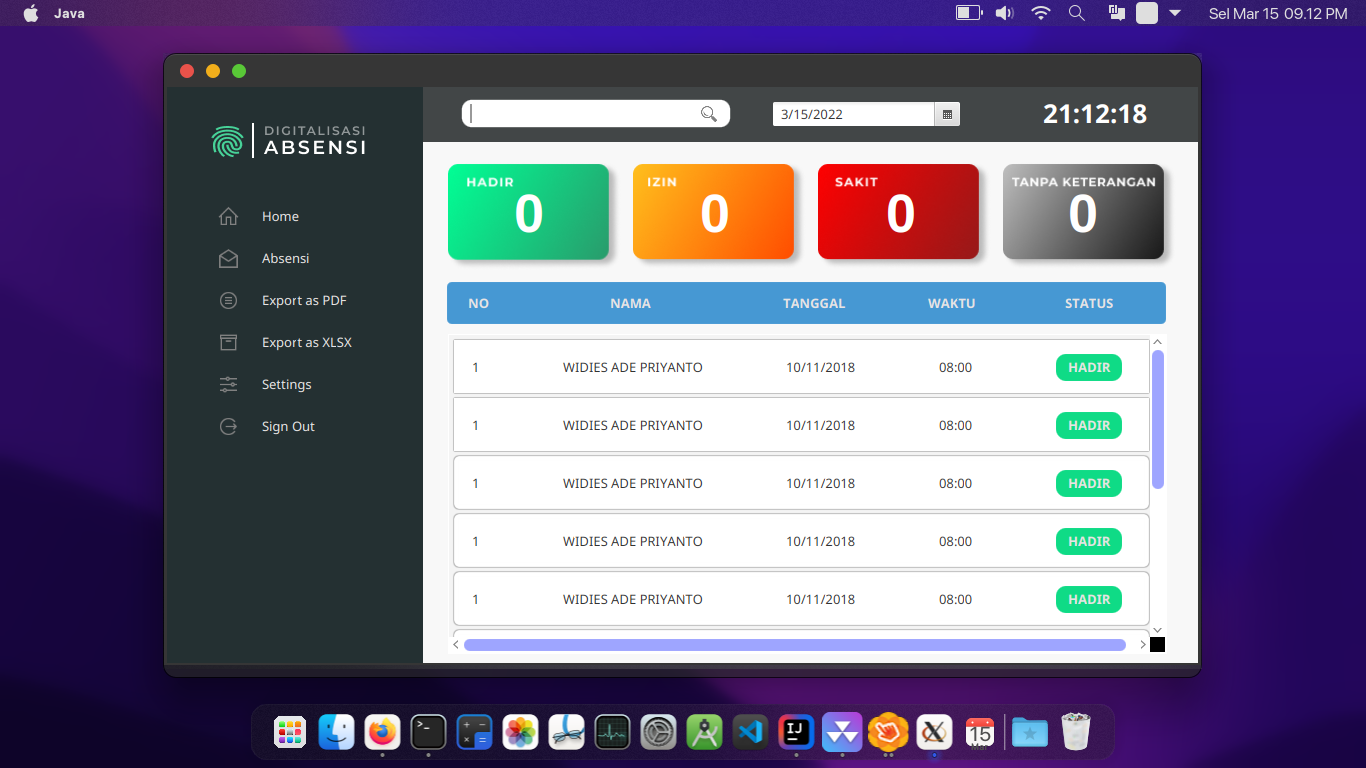 Java
Sel Mar 15 09.12 PM
3/15/2022
21:12:18
DIGITALISASI
ABSENSI
Home
Absensi
Export as PDF
Export as XLSX
Settings
Sign Out
HADIR
0
IZIN
0
SAKIT
0
TANPA KETERANGAN
0
NO NAMA TANGGAL WAKTU STATUS
1 WIDIES ADE PRIYANTO 10/11/2018 08:00 HADIR
1 WIDIES ADE PRIYANTO 10/11/2018 08:00 HADIR
1 WIDIES ADE PRIYANTO 10/11/2018 08:00 HADIR
1 WIDIES ADE PRIYANTO 10/11/2018 08:00 HADIR
1 WIDIES ADE PRIYANTO 10/11/2018 08:00 HADIR
>_
IJ
15
Mar